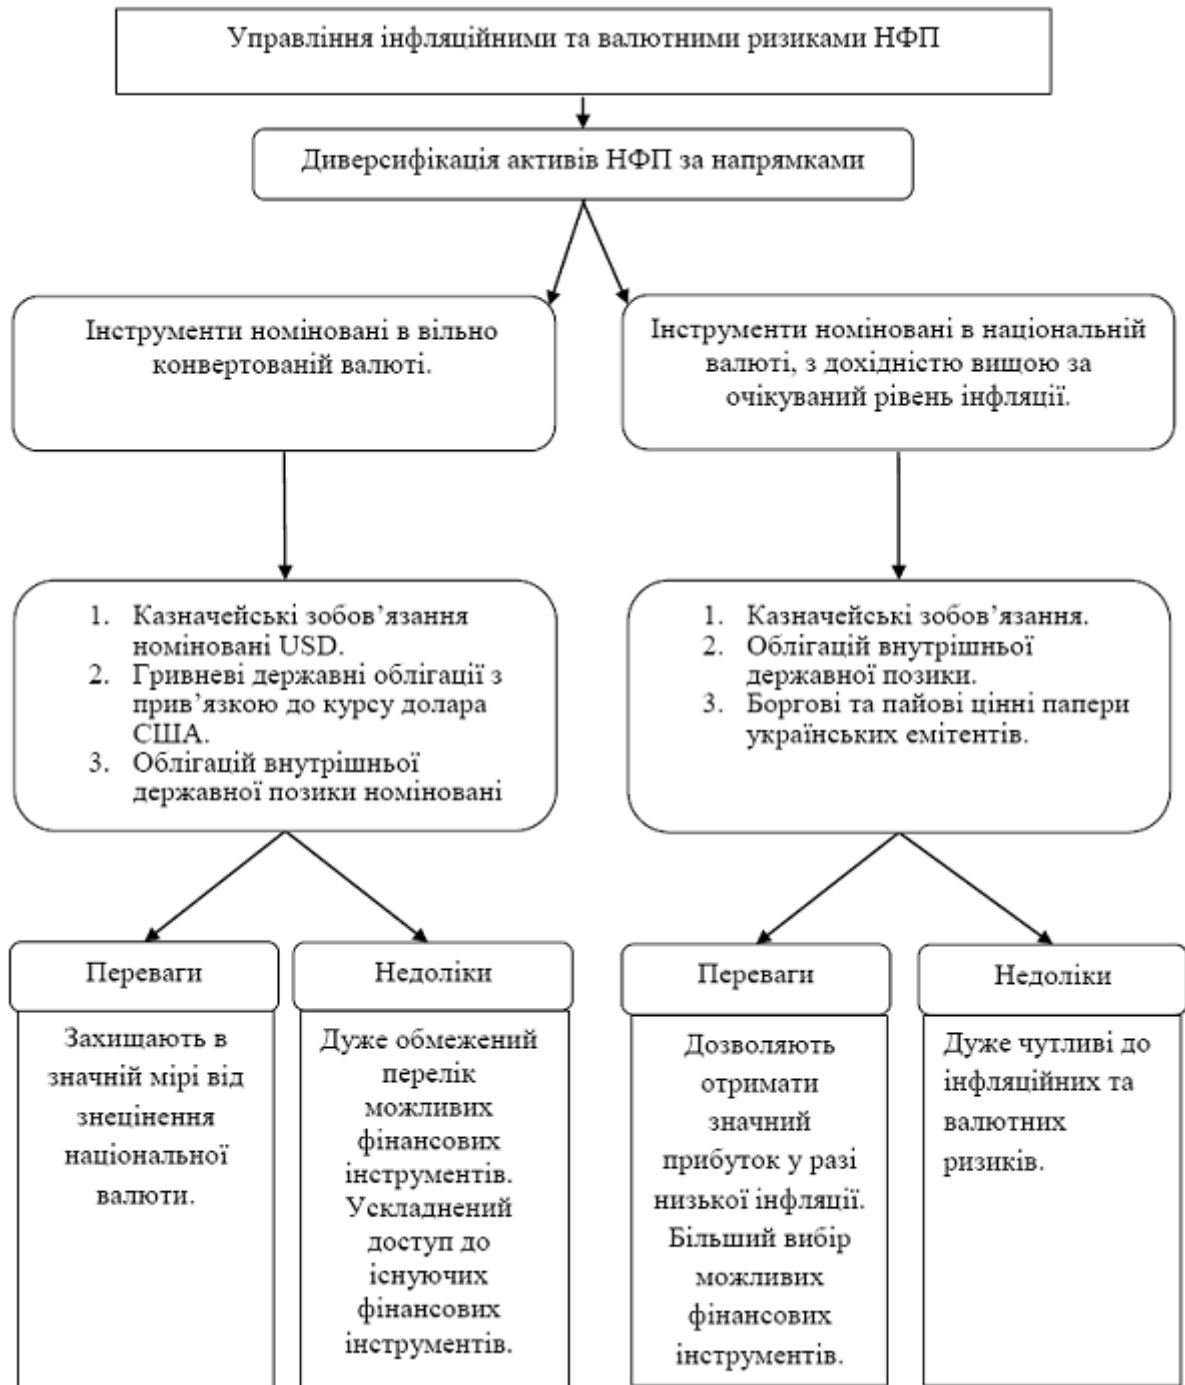 Управління інфляційними та валютними ризиками НФП
Диверсифікація активів НФП за напрямками
Інструменти номіновані в вільно
конвертованій валюті.
Інструменти номіновані в національній
валюті, з дохідністю вищою за
очікуваний рівень інфляції.
1. Казначейські зобов’язання
номіновані USD.
2. Гривневі державні облігації з
прив’язкою до курсу долара
США.
3. Облігацій внутрішньої
державної позики номіновані
1. Казначейські зобов’язання.
2. Облігацій внутрішньої
державної позики.
3. Боргові та пайові цінні папери
українських емітентів.
Переваги
Захищають в
значній мірі від
знецінення
національної
валюти.
Недоліки
Дуже обмежений
перелік
можливих
фінансових
інструментів.
Ускладнений
доступ до
існуючих
фінансових
інструментів.
Переваги
Дозволяють
отримати
значний
прибуток у разі
низької інфляції.
Більший вибір
можливих
фінансових
інструментів.
Недоліки
Дуже чутливі до
інфляційних та
валютних
ризиків.